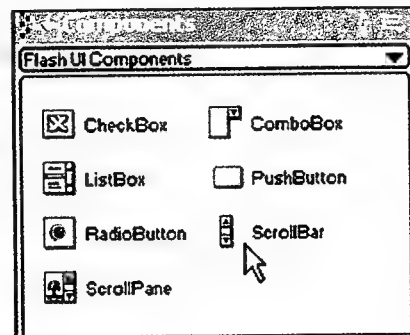 Components
Flash UI Components
CheckBox
ComboBox
ListBox
PushButton
RadioButton
ScrollBar
ScrollPane